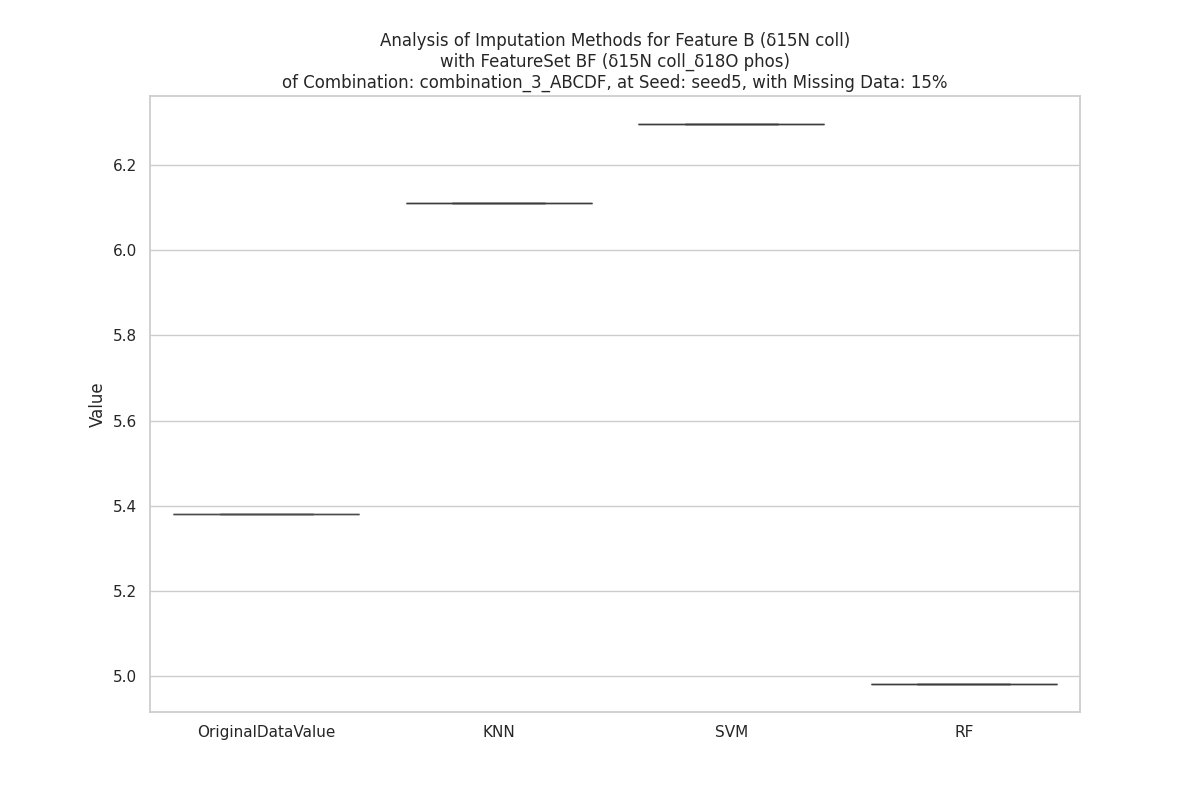 Analysis of Imputation Methods for Feature B (δ15N coll)
with FeatureSet BF (δ15N coll_δ18O phos)
of Combination: combination_3_ABCDF, at Seed: seed5, with Missing Data: 15%
Value
6.2
6.0
5.8
5.6
5.4
5.2
5.0
OriginalDataValue KNN SVM RF